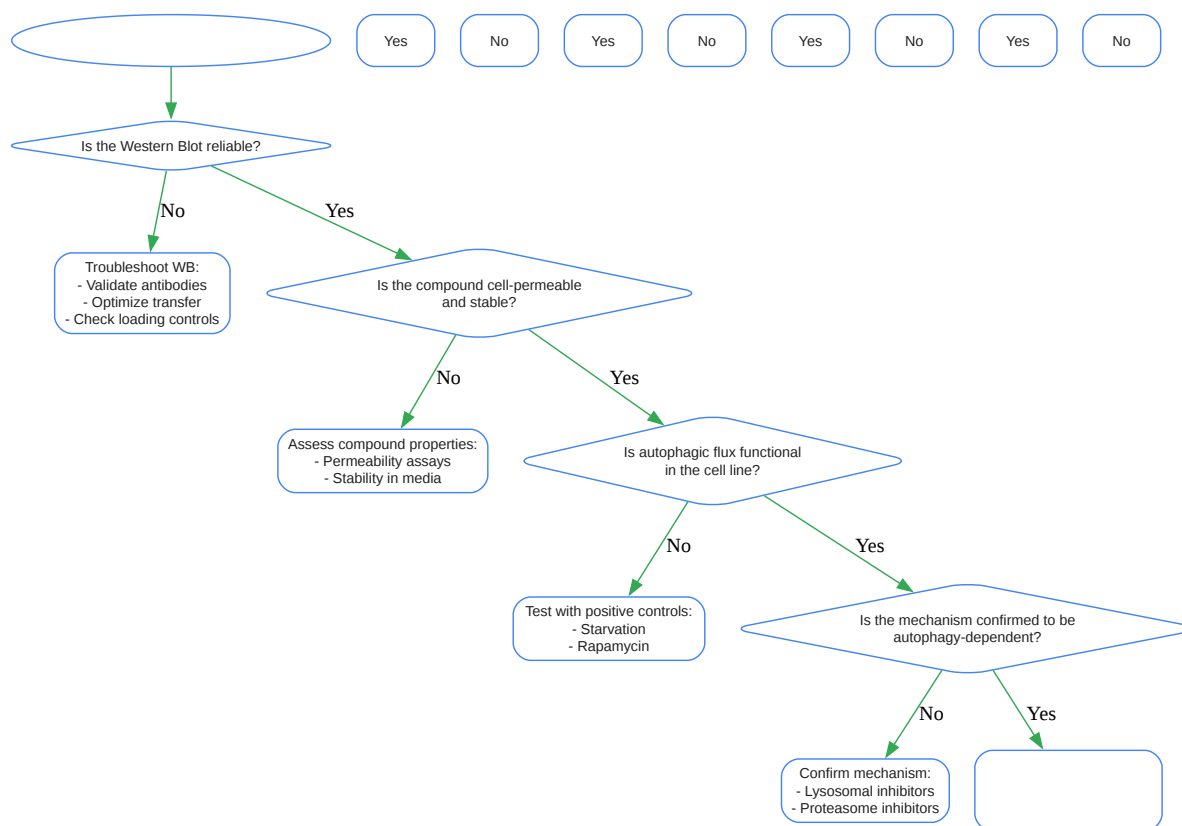 Yes
No
Yes
No
Yes
No
Yes
No
Is the Western Blot reliable?
No
Yes
Troubleshoot WB:
- Validate antibodies
- Optimize transfer
- Check loading controls
Is the compound cell-permeable
and stable?
No
Yes
Assess compound properties:
- Permeability assays
- Stability in media
Is autophagic flux functional
in the cell line?
No
Yes
Test with positive controls:
- Starvation
- Rapamycin
Is the mechanism confirmed to be
autophagy-dependent?
No
Yes
Confirm mechanism:
- Lysosomal inhibitors
- Proteasome inhibitors